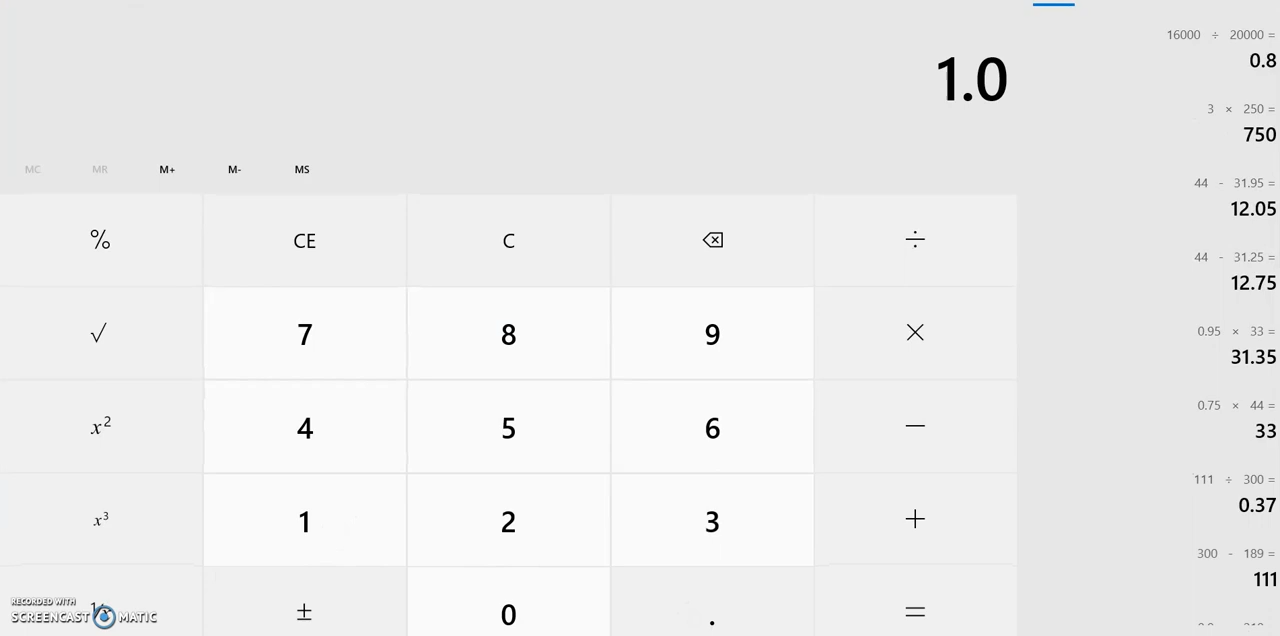 1.0
MC MR M+ M- MS
% CE C ÷
√ 7 8 9 ×
x² 4 5 6 −
x³ 1 2 3 +
± 0 . =
16000 ÷ 20000 =
0.8
3 × 250 =
750
44 - 31.95 =
12.05
44 - 31.25 =
12.75
0.95 × 33 =
31.35
0.75 × 44 =
33
111 ÷ 300 =
0.37
300 - 189 =
111
RECORDED WITH
SCREENCAST MATIC